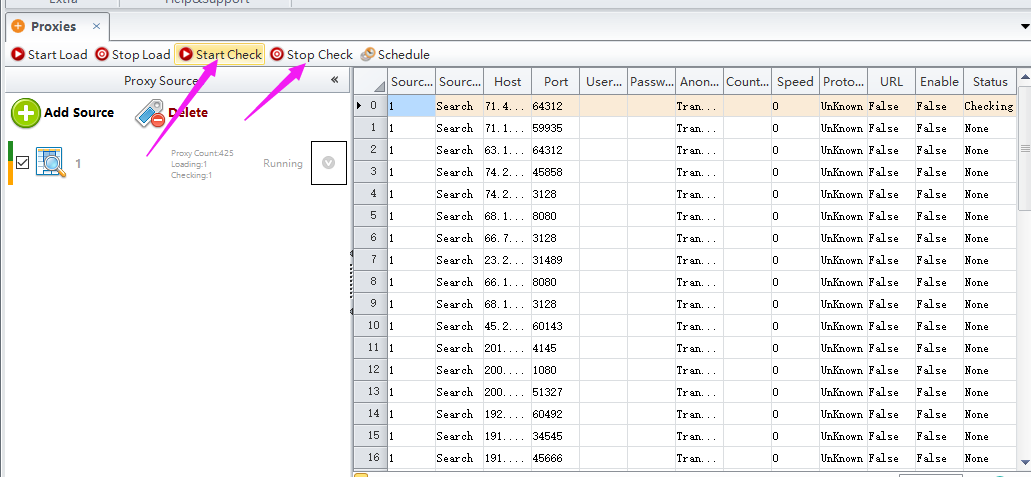 Extra Help&Support
Proxies ×
Start Load Stop Load Start Check Stop Check Schedule
Proxy Source «
Add Source Delete
1 Proxy Count:425 Running
Loading:1
Checking:1
Sourc... Sourc... Host Port User... Passw... Anon... Count... Speed Proto... URL Enable Status
0 1 Search 71.4... 64312 Tran... 0 UnKnown False False Checking
1 1 Search 71.1... 59935 Tran... 0 UnKnown False False None
2 1 Search 63.1... 64312 Tran... 0 UnKnown False False None
3 1 Search 74.2... 45858 Tran... 0 UnKnown False False None
4 1 Search 74.2... 3128 Tran... 0 UnKnown False False None
5 1 Search 68.1... 8080 Tran... 0 UnKnown False False None
6 1 Search 66.7... 3128 Tran... 0 UnKnown False False None
7 1 Search 23.2... 31489 Tran... 0 UnKnown False False None
8 1 Search 66.1... 8080 Tran... 0 UnKnown False False None
9 1 Search 68.1... 3128 Tran... 0 UnKnown False False None
10 1 Search 45.2... 60143 Tran... 0 UnKnown False False None
11 1 Search 201.... 4145 Tran... 0 UnKnown False False None
12 1 Search 200.... 1080 Tran... 0 UnKnown False False None
13 1 Search 200.... 51327 Tran... 0 UnKnown False False None
14 1 Search 192... 60492 Tran... 0 UnKnown False False None
15 1 Search 191... 34545 Tran... 0 UnKnown False False None
16 1 Search 191... 45666 Tran... 0 UnKnown False False None